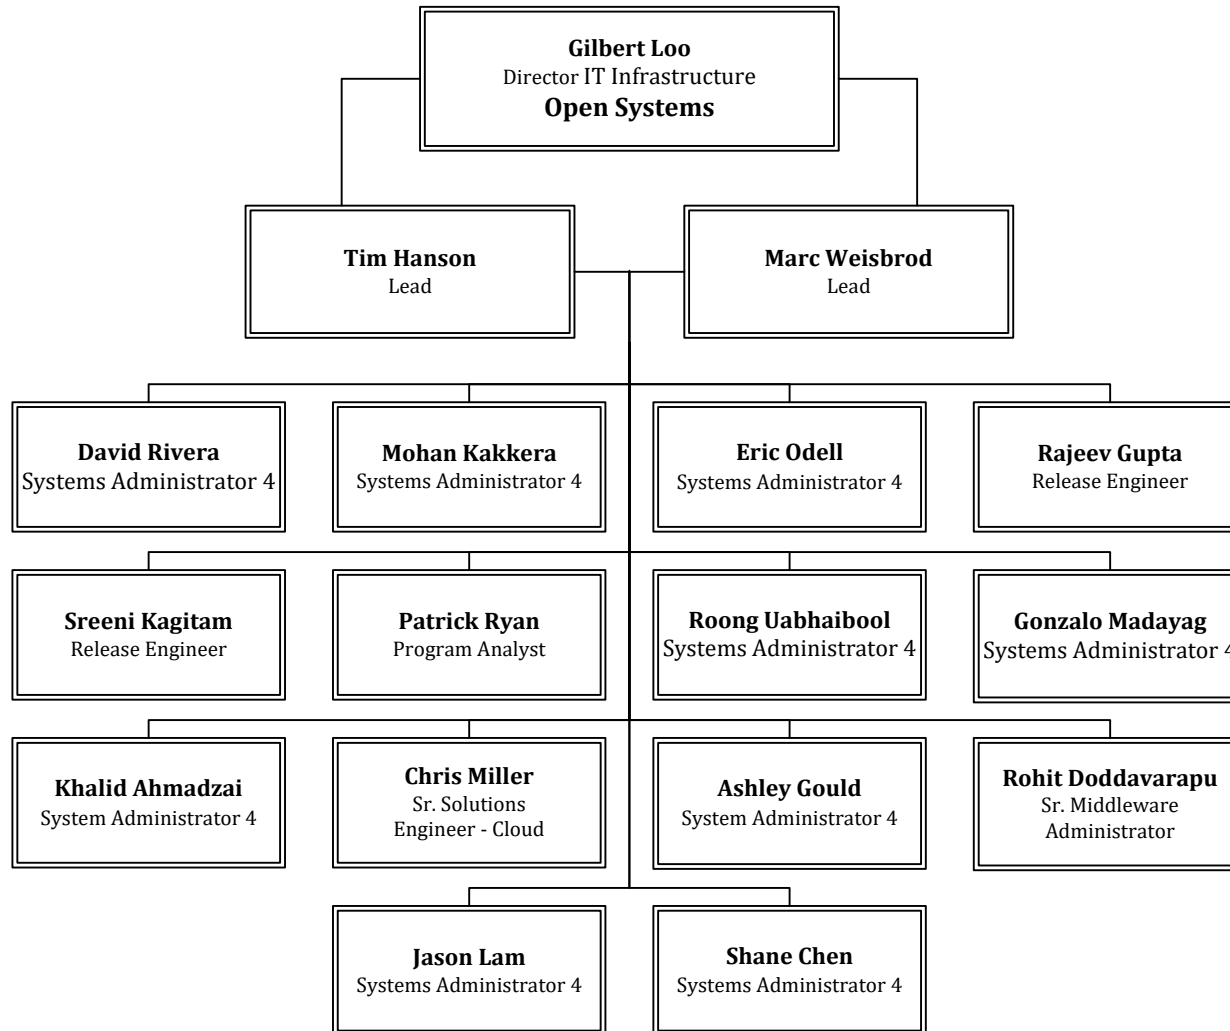 Gilbert Loo
Director IT Infrastructure
Open Systems
Tim Hanson
Lead
Marc Weisbrod
Lead
David Rivera
Systems Administrator 4
Mohan Kakkera
Systems Administrator 4
Eric Odell
Systems Administrator 4
Rajeev Gupta
Release Engineer
Sreeni Kagitam
Release Engineer
Patrick Ryan
Program Analyst
Roong Uabhaibool
Systems Administrator 4
Gonzalo Madayag
Systems Administrator 4
Khalid Ahmadzai
System Administrator 4
Chris Miller
Sr. Solutions
Engineer - Cloud
Ashley Gould
System Administrator 4
Rohit Doddavarapu
Sr. Middleware
Administrator
Jason Lam
Systems Administrator 4
Shane Chen
Systems Administrator 4